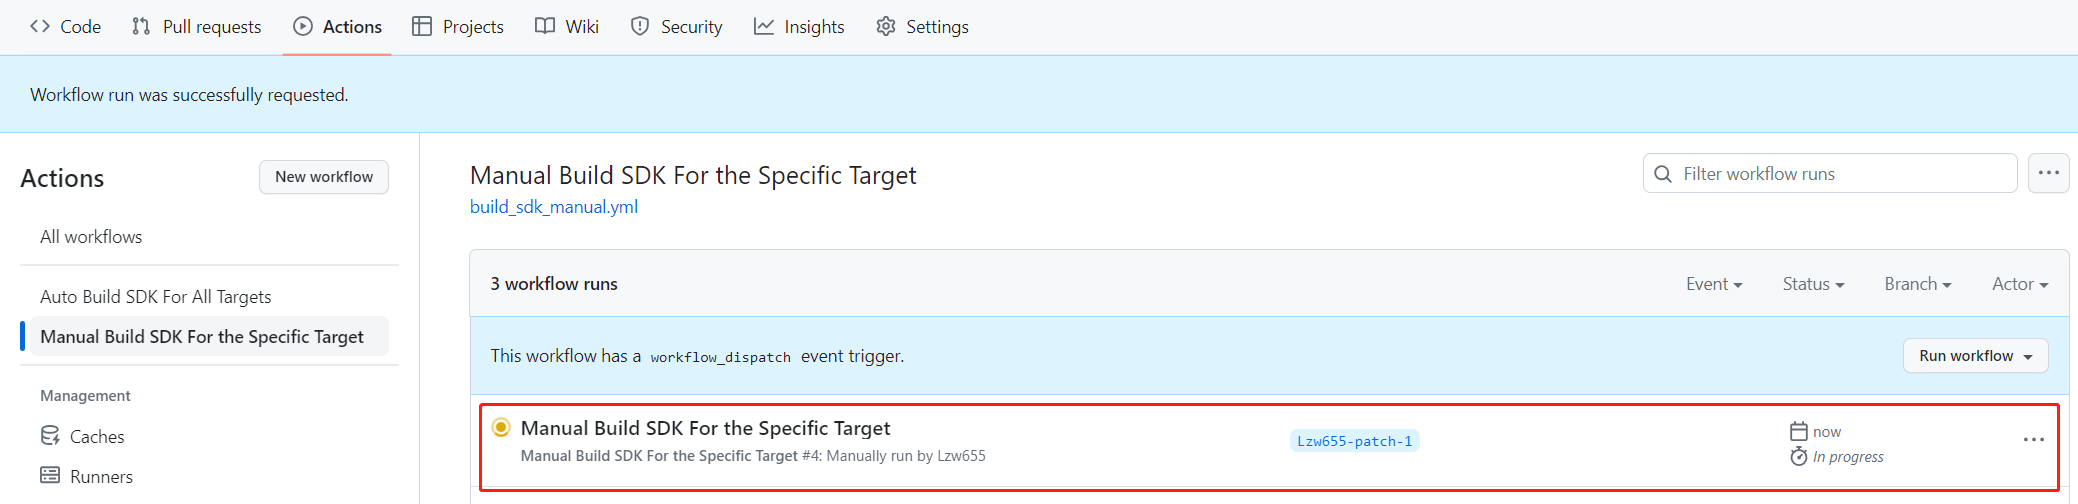 Code Pull requests Actions Projects Wiki Security Insights Settings
Workflow run was successfully requested.
Actions
New workflow
All workflows
Auto Build SDK For All Targets
Manual Build SDK For the Specific Target
Management
Caches
Runners
Manual Build SDK For the Specific Target
build_sdk_manual.yml
Filter workflow runs
3 workflow runs
Event Status Branch Actor
This workflow has a workflow_dispatch event trigger.
Run workflow
Manual Build SDK For the Specific Target
Manual Build SDK For the Specific Target #4: Manually run by Lzw655
Lzw655-patch-1
now
In progress